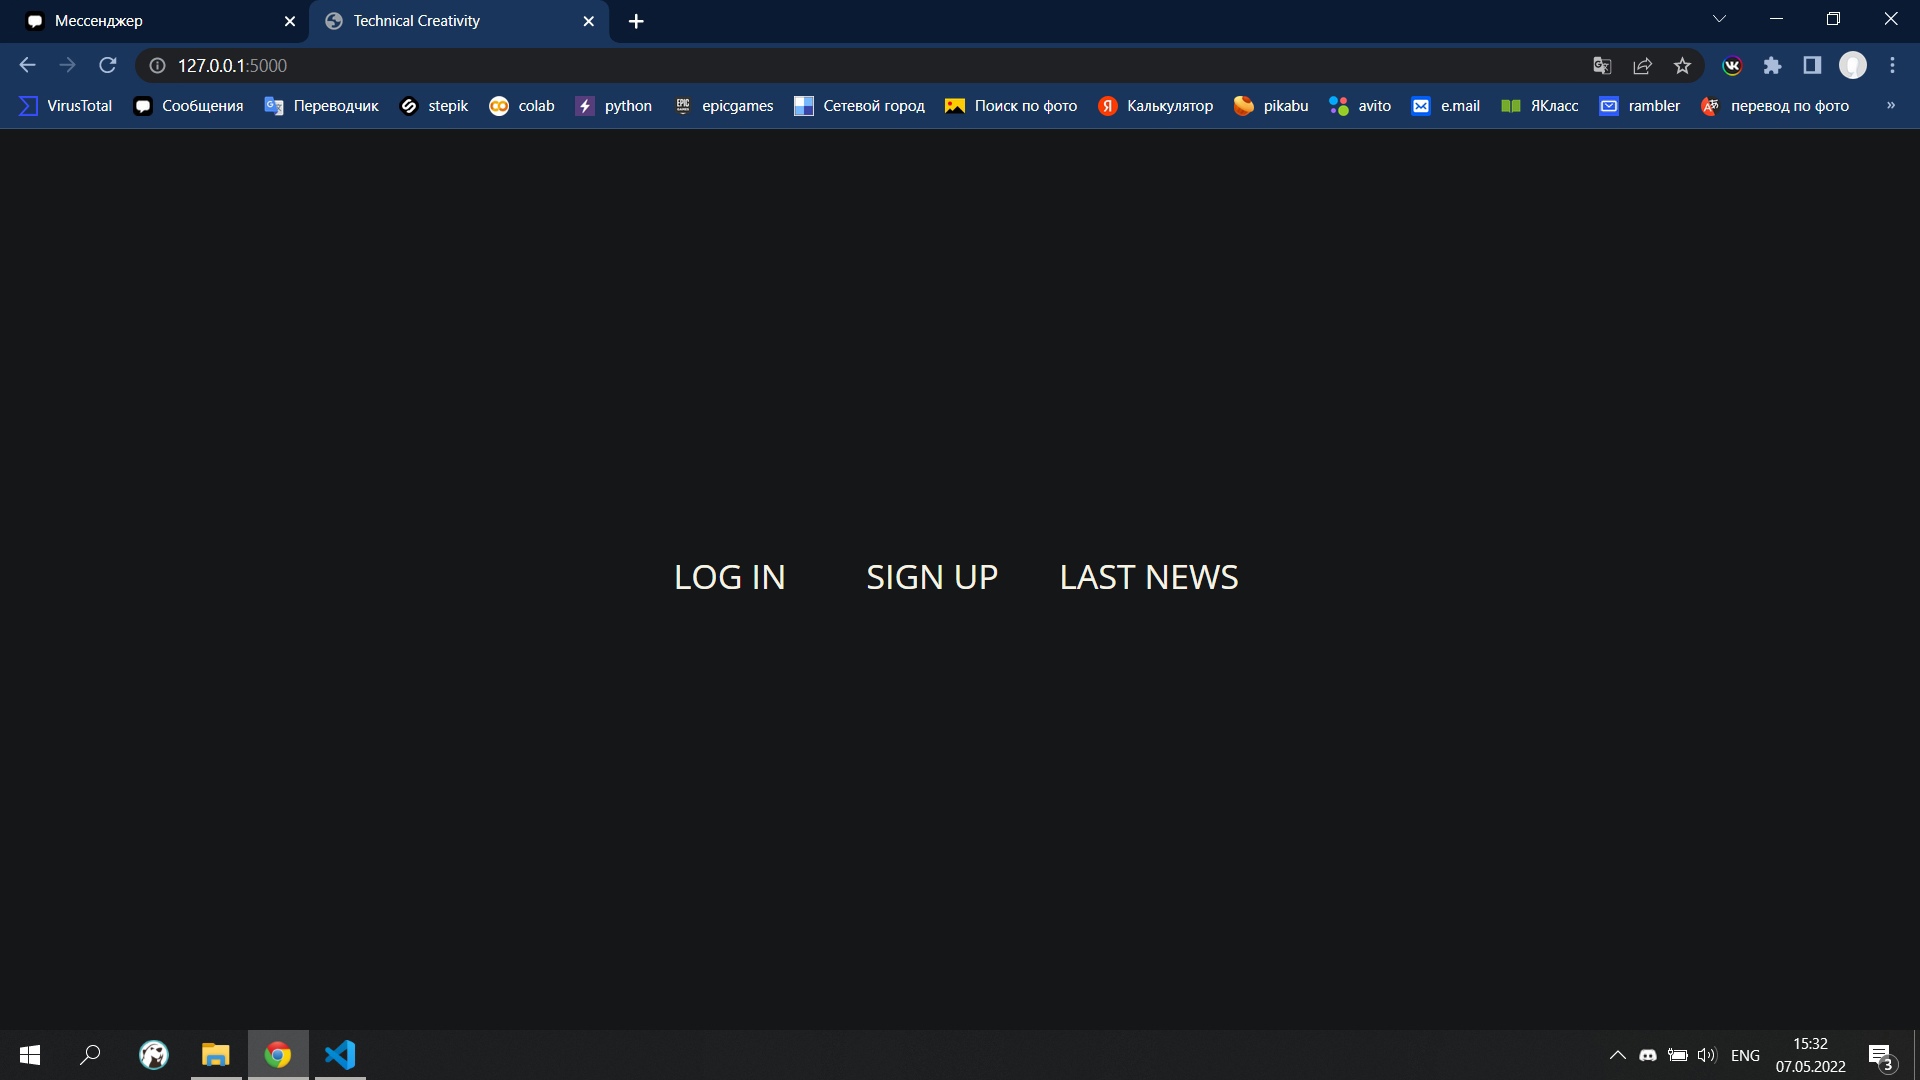 Мессенджер
Technical Creativity
127.0.0.1:5000
VirusTotal Сообщения Переводчик stepik colab python epicgames Сетевой город Поиск по фото Калькулятор pikabu avito e.mail ЯКласс rambler перевод по фото »
LOG IN SIGN UP LAST NEWS
ENG
15:32
07.05.2022
3